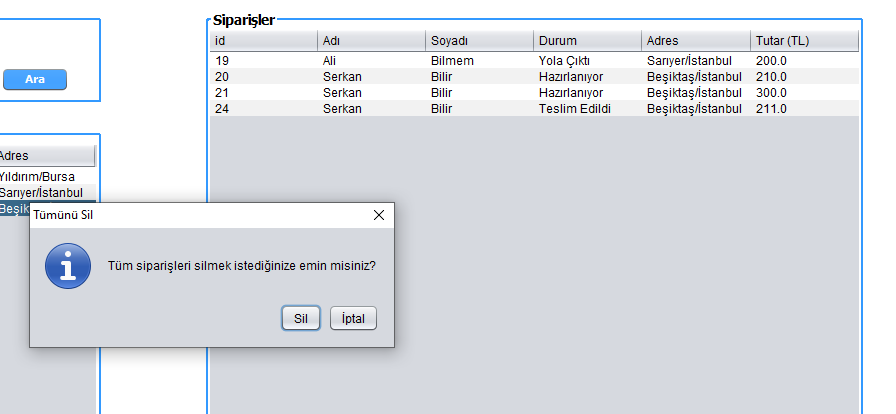 Siparişler
id Adı Soyadı Durum Adres Tutar (TL)
19 Ali Bilmem Yola Çıktı Sarıyer/İstanbul 200.0
20 Serkan Bilir Hazırlanıyor Beşiktaş/İstanbul 210.0
21 Serkan Bilir Hazırlanıyor Beşiktaş/İstanbul 300.0
24 Serkan Bilir Teslim Edildi Beşiktaş/İstanbul 211.0
Ara
Adres
Yıldırım/Bursa
Sarıyer/İstanbul
Beşik
Tümünü Sil
Tüm siparişleri silmek istediğinize emin misiniz?
Sil İptal